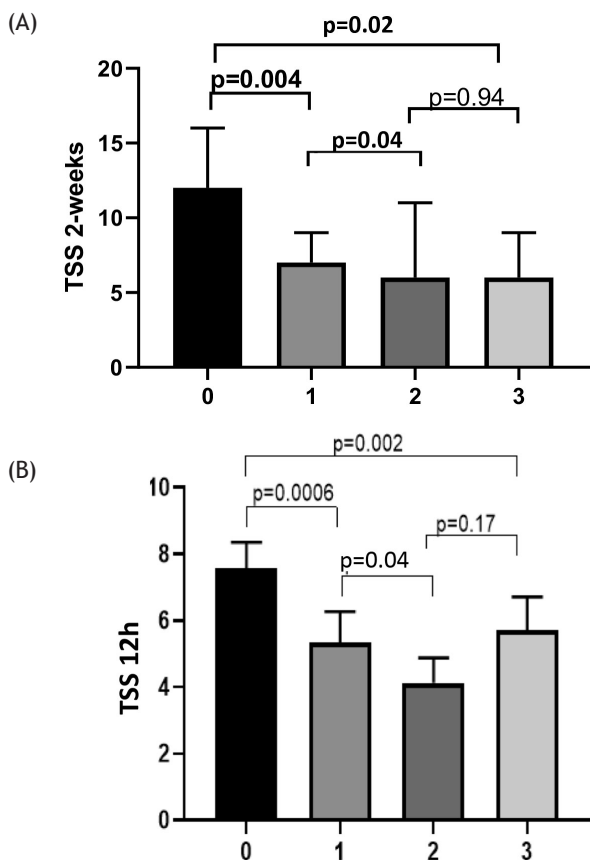 (A)
p=0.02
p=0.004
p=0.94
p=0.04
TSS 2-weeks
20
15
10
5
0
0 1 2 3
(B)
p=0.002
p=0.0006
p=0.17
p=0.04
TSS 12h
10
8
6
4
2
0
0 1 2 3